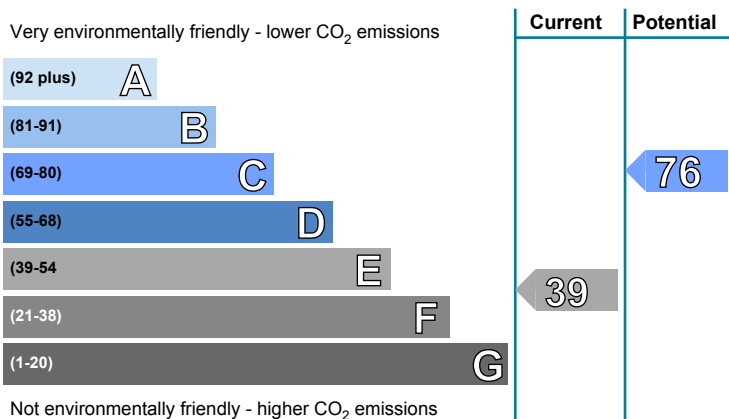 Very environmentally friendly - lower CO2 emissions
Current
Potential
(92 plus) A
(81-91) B
(69-80) C
76
(55-68) D
(39-54 E
39
(21-38) F
(1-20) G
Not environmentally friendly - higher CO2 emissions